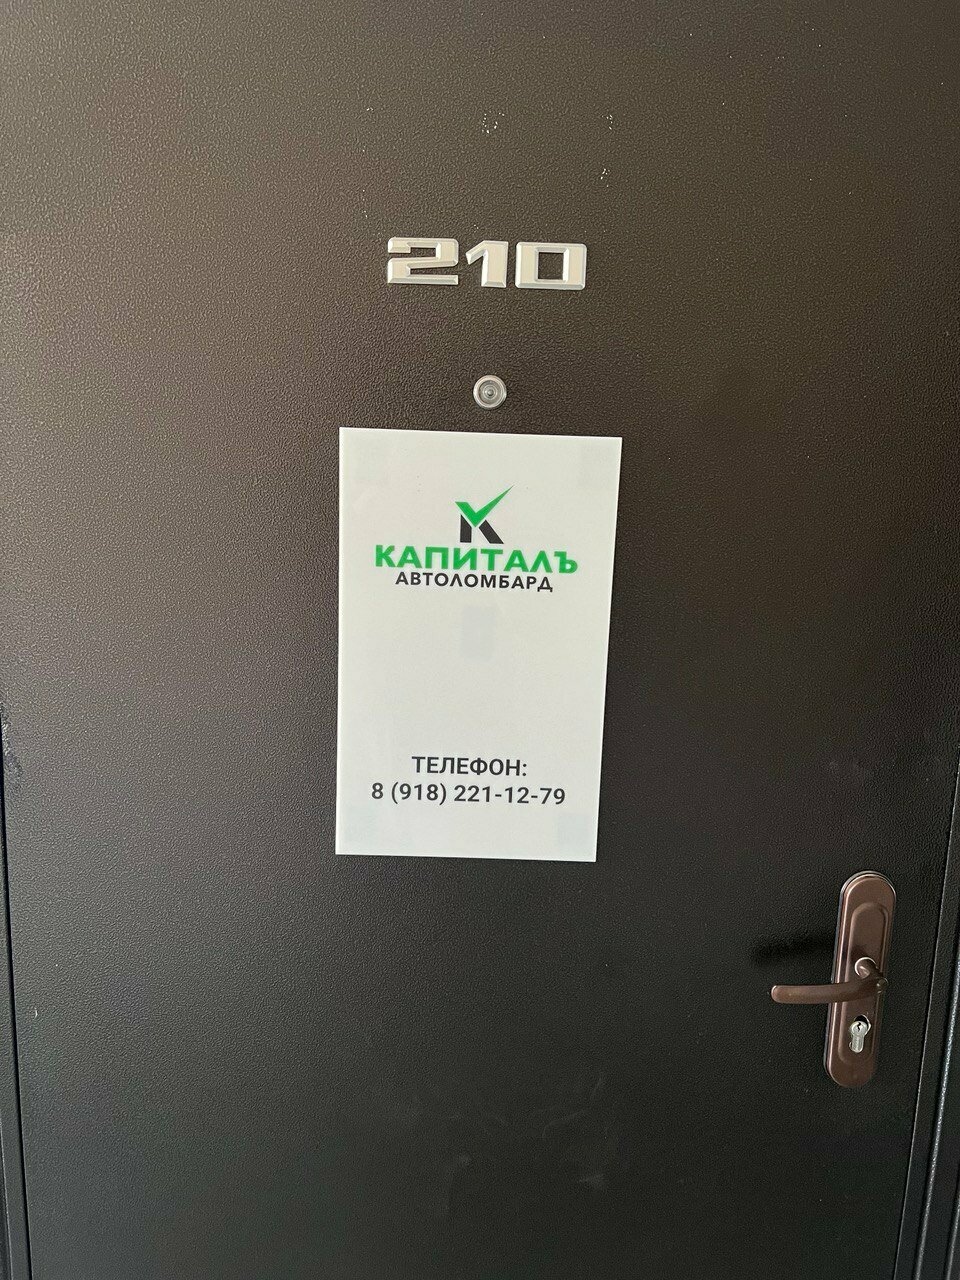 210
КАПИТАЛЪ
АВТОЛОМБАРД
ТЕЛЕФОН:
8 (918) 221-12-79